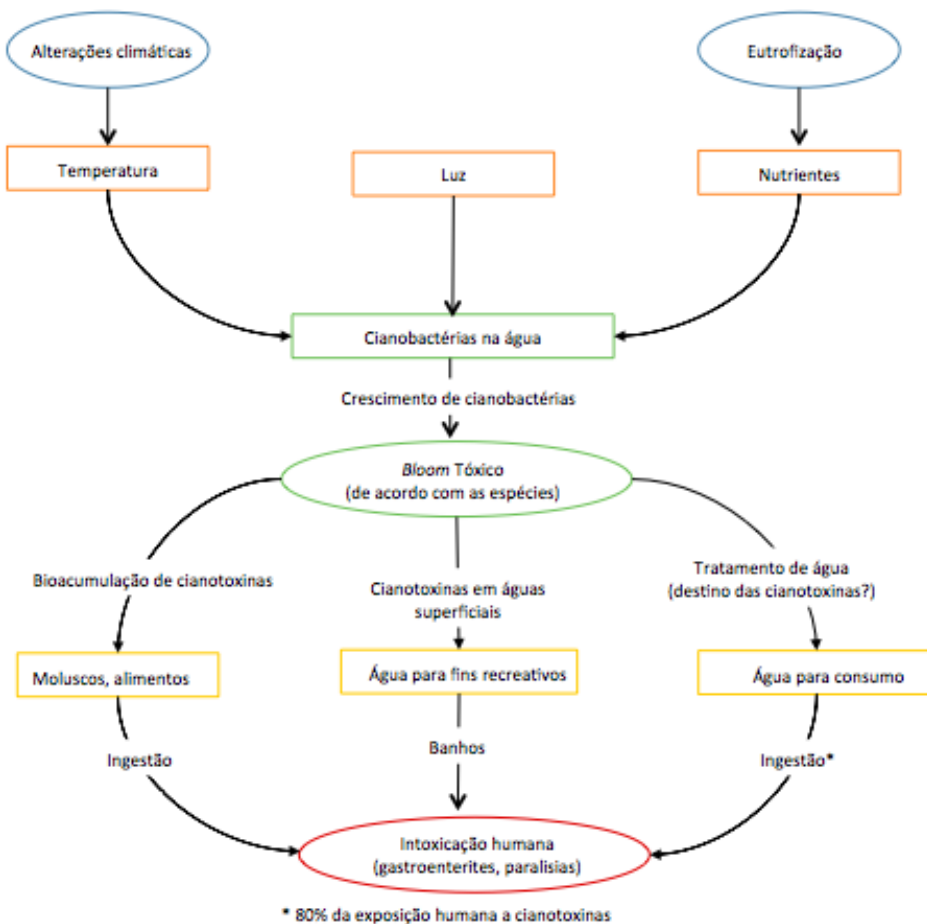 Alterações climáticas
Eutrofização
Temperatura
Luz
Nutrientes
Cianobactérias na água
Crescimento de cianobactérias
Bloom Tóxico
(de acordo com as espécies)
Bioacumulação de cianotoxinas
Cianotoxinas em águas
superficiais
Tratamento de água
(destino das cianotoxinas?)
Moluscos, alimentos
Água para fins recreativos
Água para consumo
Ingestão
Banhos
Ingestão*
Intoxicação humana
(gastroenterites, paralisias)
* 80% da exposição humana a cianotoxinas